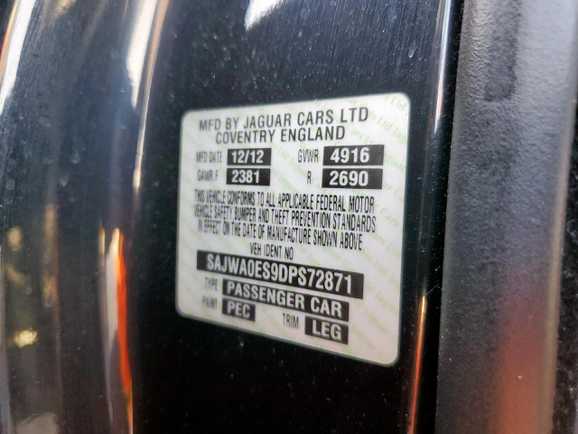 MFD BY JAGUAR CARS LTD
COVENTRY ENGLAND
MFD DATE 12/12 GVWR 4916
GAWR.F 2381 R 2690
THIS VEHICLE CONFORMS TO ALL APPLICABLE FEDERAL MOTOR
VEHICLE SAFETY BUMPER AND THEFT PREVENTION STANDARDS
IN EFFECT ON THE DATE OF MANUFACTURE SHOWN ABOVE
VEH IDENT NO
SAJWA0ES9DPS72871
TYPE PASSENGER CAR
PAINT PEC TRIM LEG